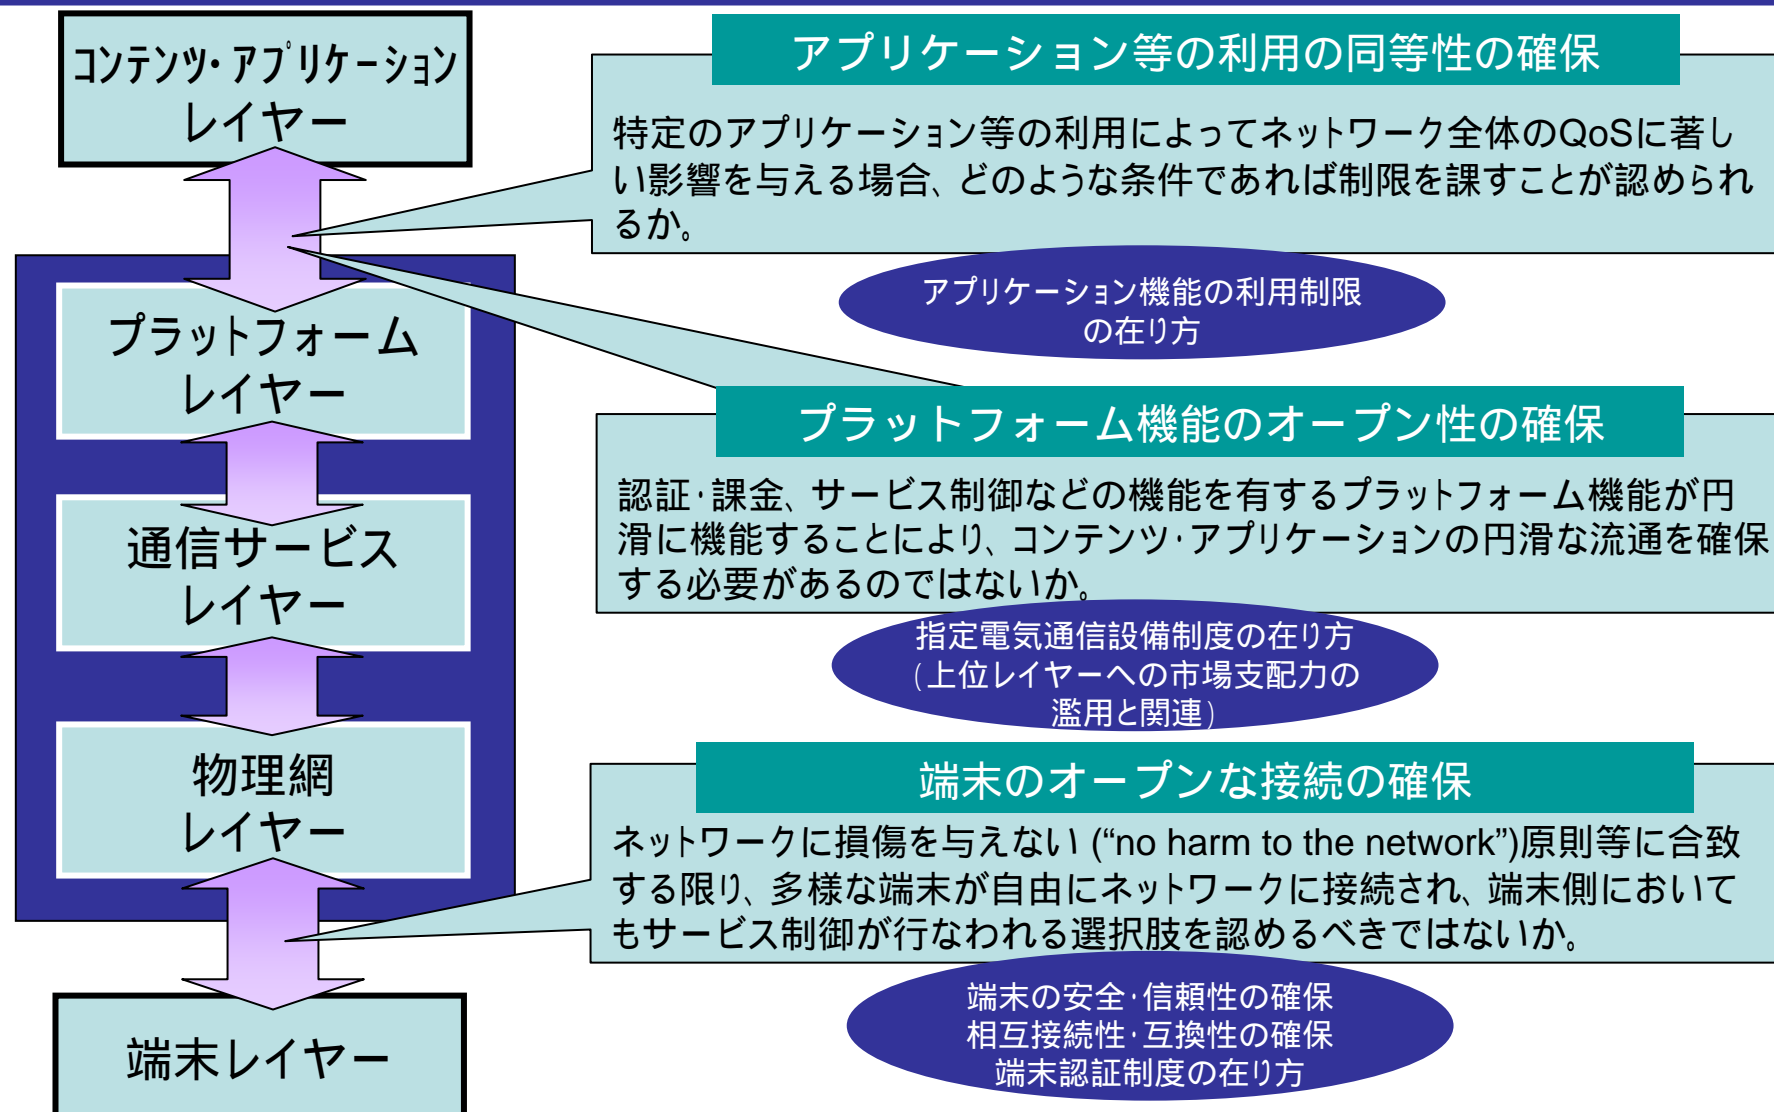 コンテンツ・アプリケーション
レイヤー
プラットフォーム
レイヤー
通信サービス
レイヤー
物理網
レイヤー
端末レイヤー
アプリケーション等の利用の同等性の確保
特定のアプリケーション等の利用によってネットワーク全体のQoSに著し
い影響を与える場合、どのような条件であれば制限を課すことが認められ
るか。
アプリケーション機能の利用制限
の在り方
プラットフォーム機能のオープン性の確保
認証・課金、サービス制御などの機能を有するプラットフォーム機能が円
滑に機能することにより、コンテンツ・アプリケーションの円滑な流通を確保
する必要があるのではないか。
指定電気通信設備制度の在り方
(上位レイヤーへの市場支配力の
濫用と関連)
端末のオープンな接続の確保
ネットワークに損傷を与えない (“no harm to the network”)原則等に合致
する限り、多様な端末が自由にネットワークに接続され、端末側において
もサービス制御が行なわれる選択肢を認めるべきではないか。
端末の安全・信頼性の確保
相互接続性・互換性の確保
端末認証制度の在り方